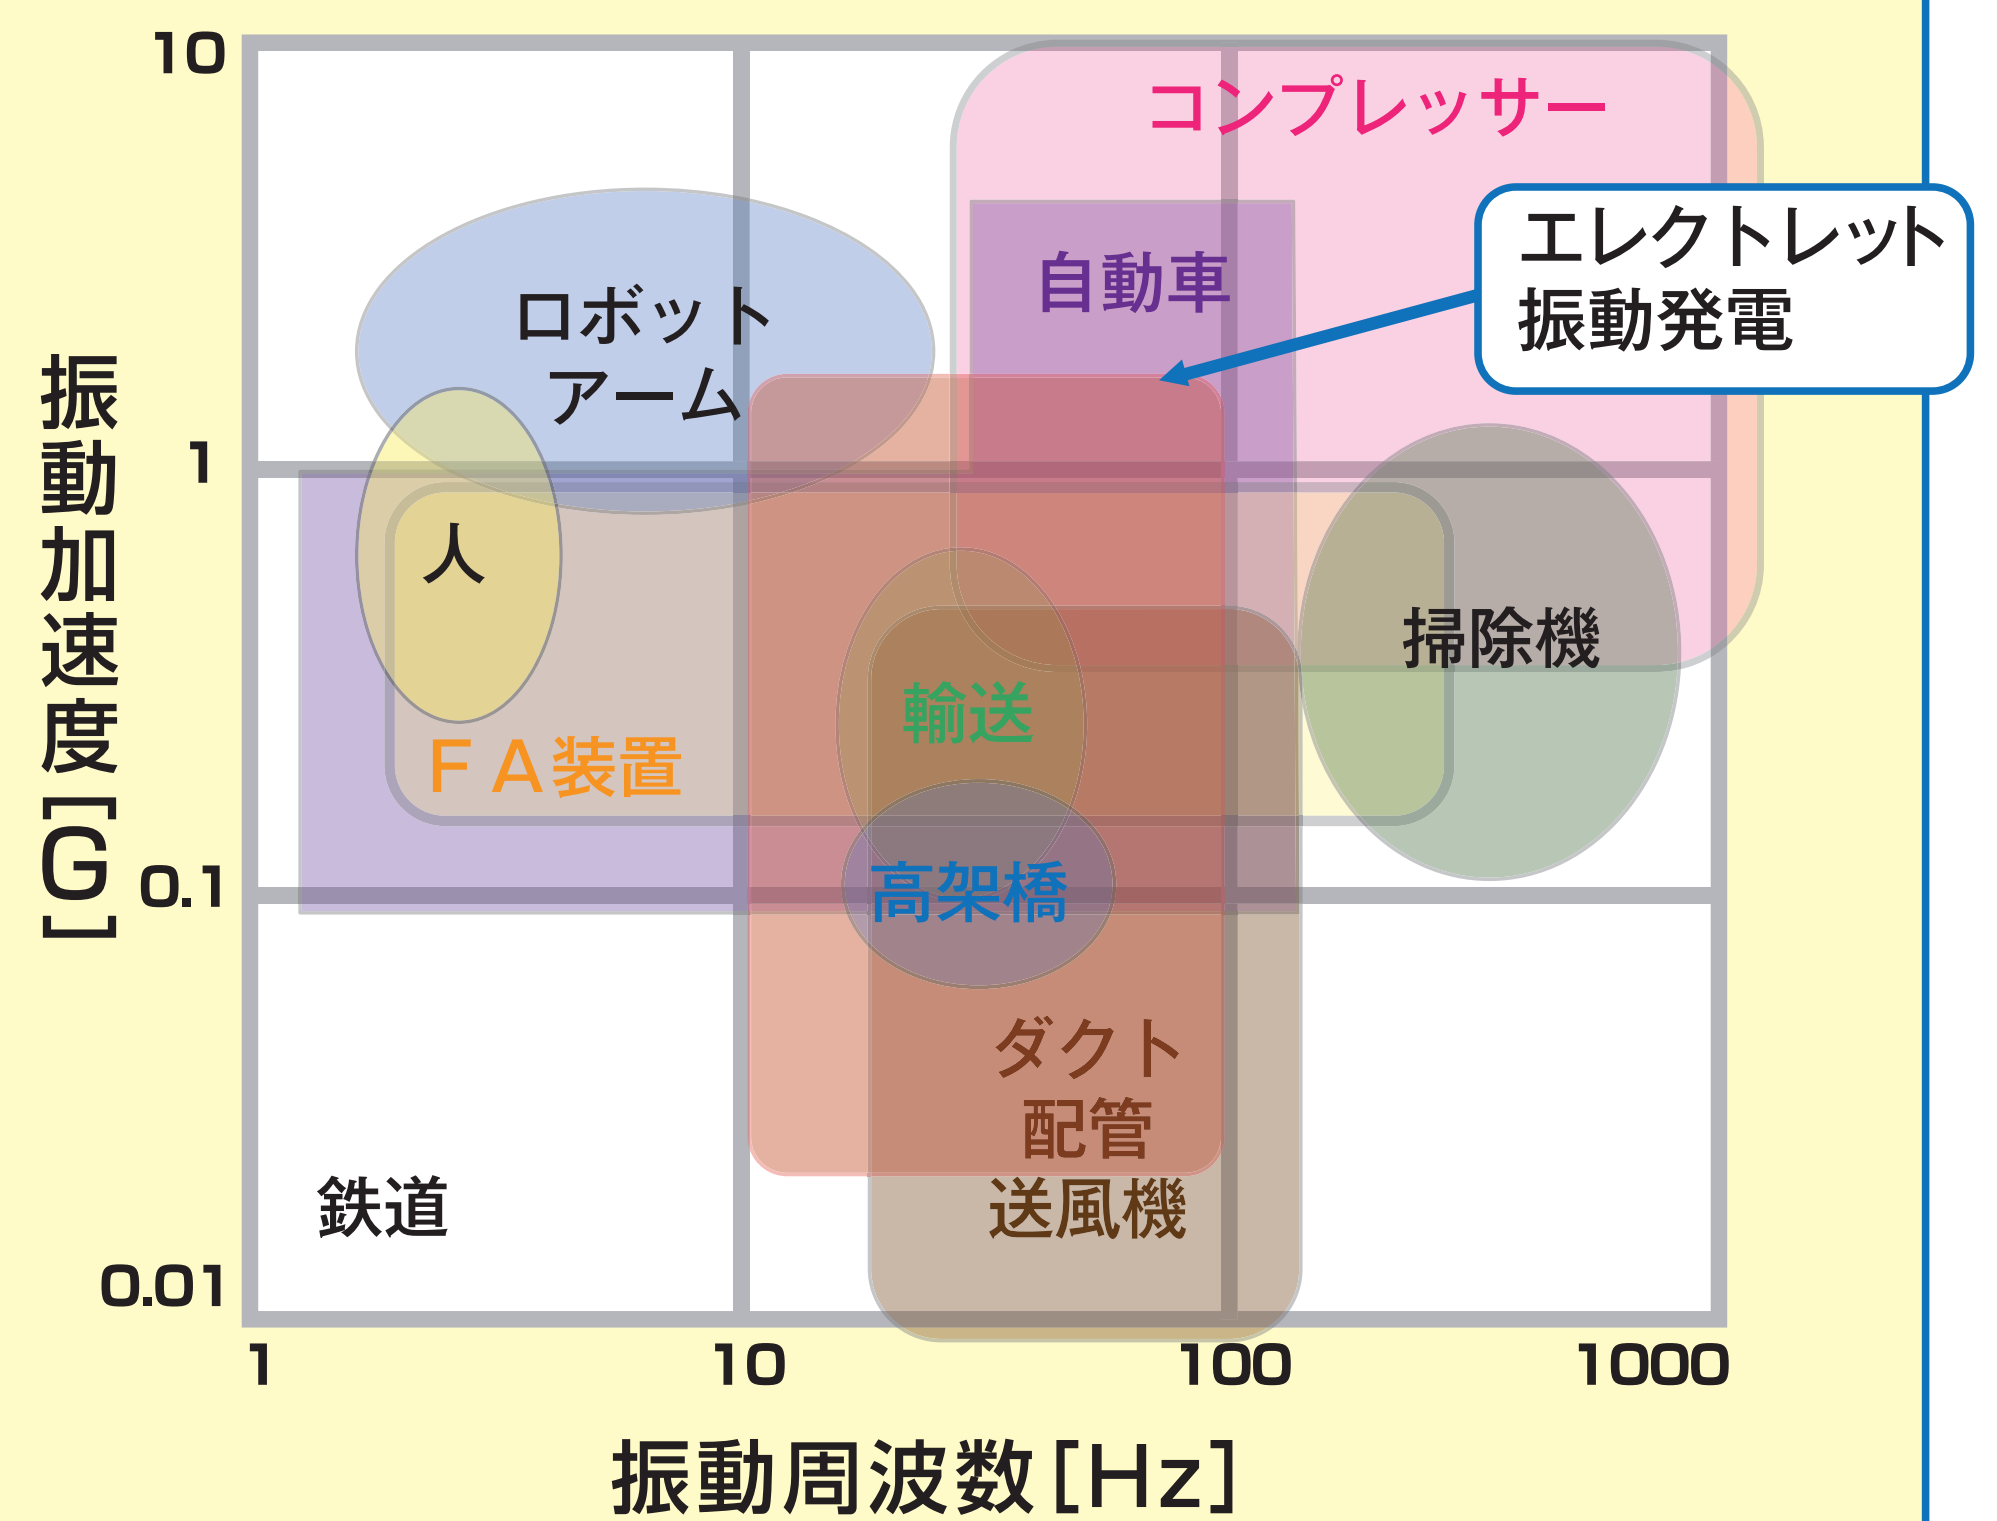 10
コンプレッサー
エレクトレット
振動発電
自動車
ロボット
アーム
1
人
掃除機
輸送
ＦＡ装置
0.1
高架橋
ダクト
配管
送風機
鉄道
0.01
振動加速度[G]
1
10
100
1000
振動周波数[Hz]